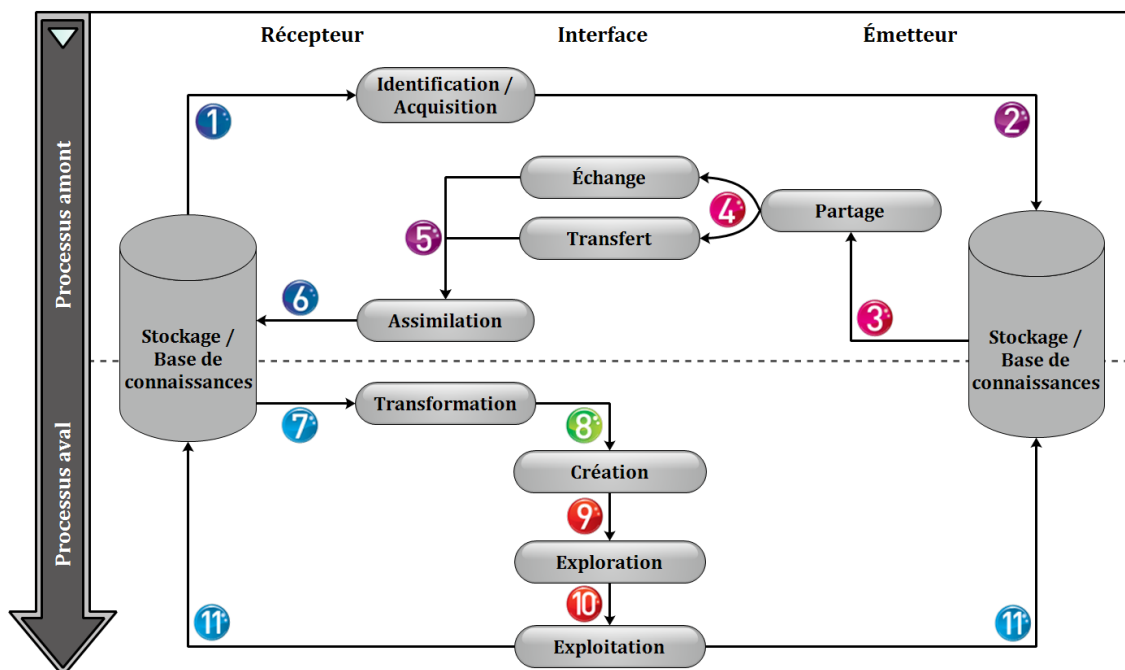 Récepteur
Interface
Émetteur
Processus amont
Processus aval
Identification /
Acquisition
1
2
Échange
4
Partage
5
Transfert
6
Assimilation
3
Stockage /
Base de
connaissances
Stockage /
Base de
connaissances
7
Transformation
8
Création
9
Exploration
10
11
Exploitation
11